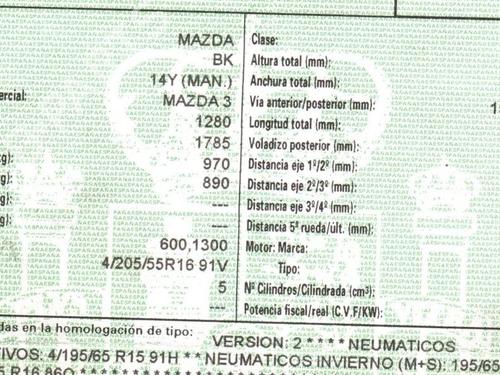 MAZDA Clase:
BK Altura total (mm):
14Y (MAN.) Anchura total (mm):
ercial: MAZDA 3 Vía anterior/posterior (mm): 1
1280 Longitud total (mm):
1785 Voladizo posterior (mm):
g): 970 Distancia eje 1º/2º (mm):
g): 890 Distancia eje 2º/3º (mm):
g): --- Distancia eje 3º/4º (mm):
g): --- Distancia 5ª rueda/últ. (mm):
600,1300 Motor: Marca:
4/205/55R16 91V Tipo:
5 Nº Cilindros/Cilindrada (cm³):
--- Potencia fiscal/real (C.V.F/KW):
das en la homologación de tipo:
VERSION: 2 * * * * NEUMATICOS
IVOS: 4/195/65 R15 91H * * NEUMATICOS INVIERNO (M+S): 195/65